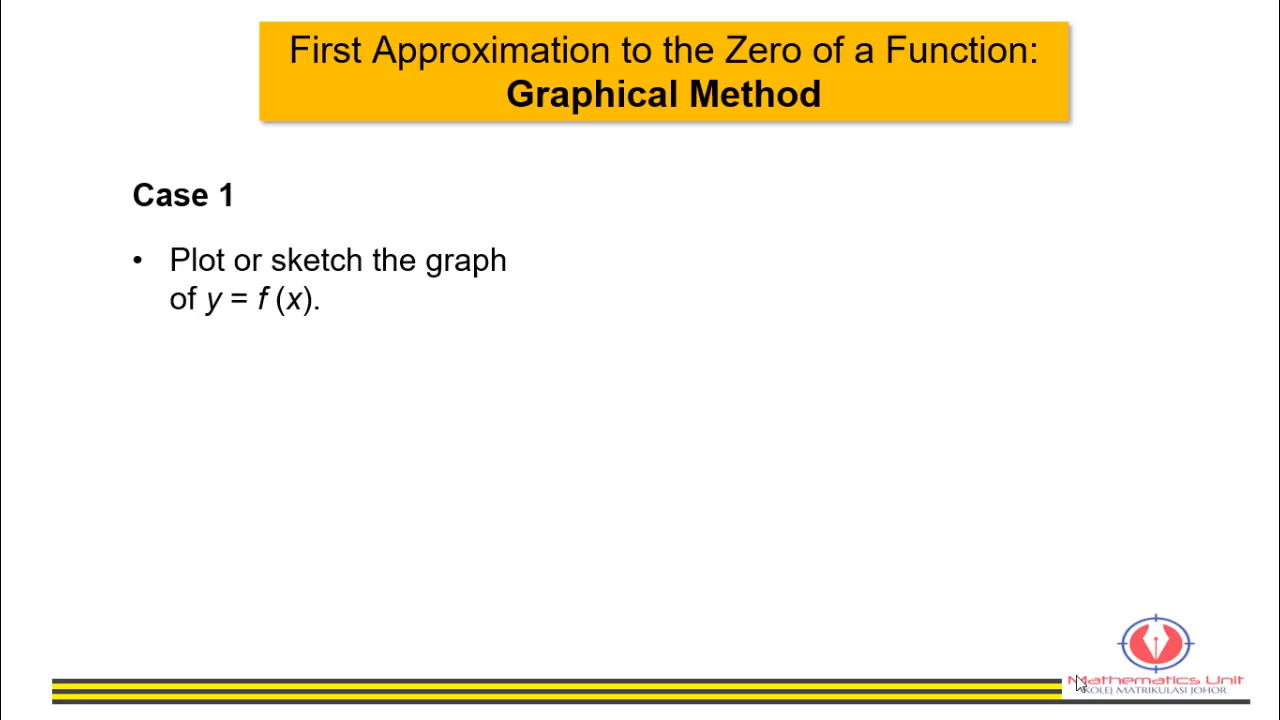 First Approximation to the Zero of a Function:
Graphical Method
Case 1
• Plot or sketch the graph
of y = f (x).
Mathematics Unit
KOLEJ MATRIKULASI JOHOR